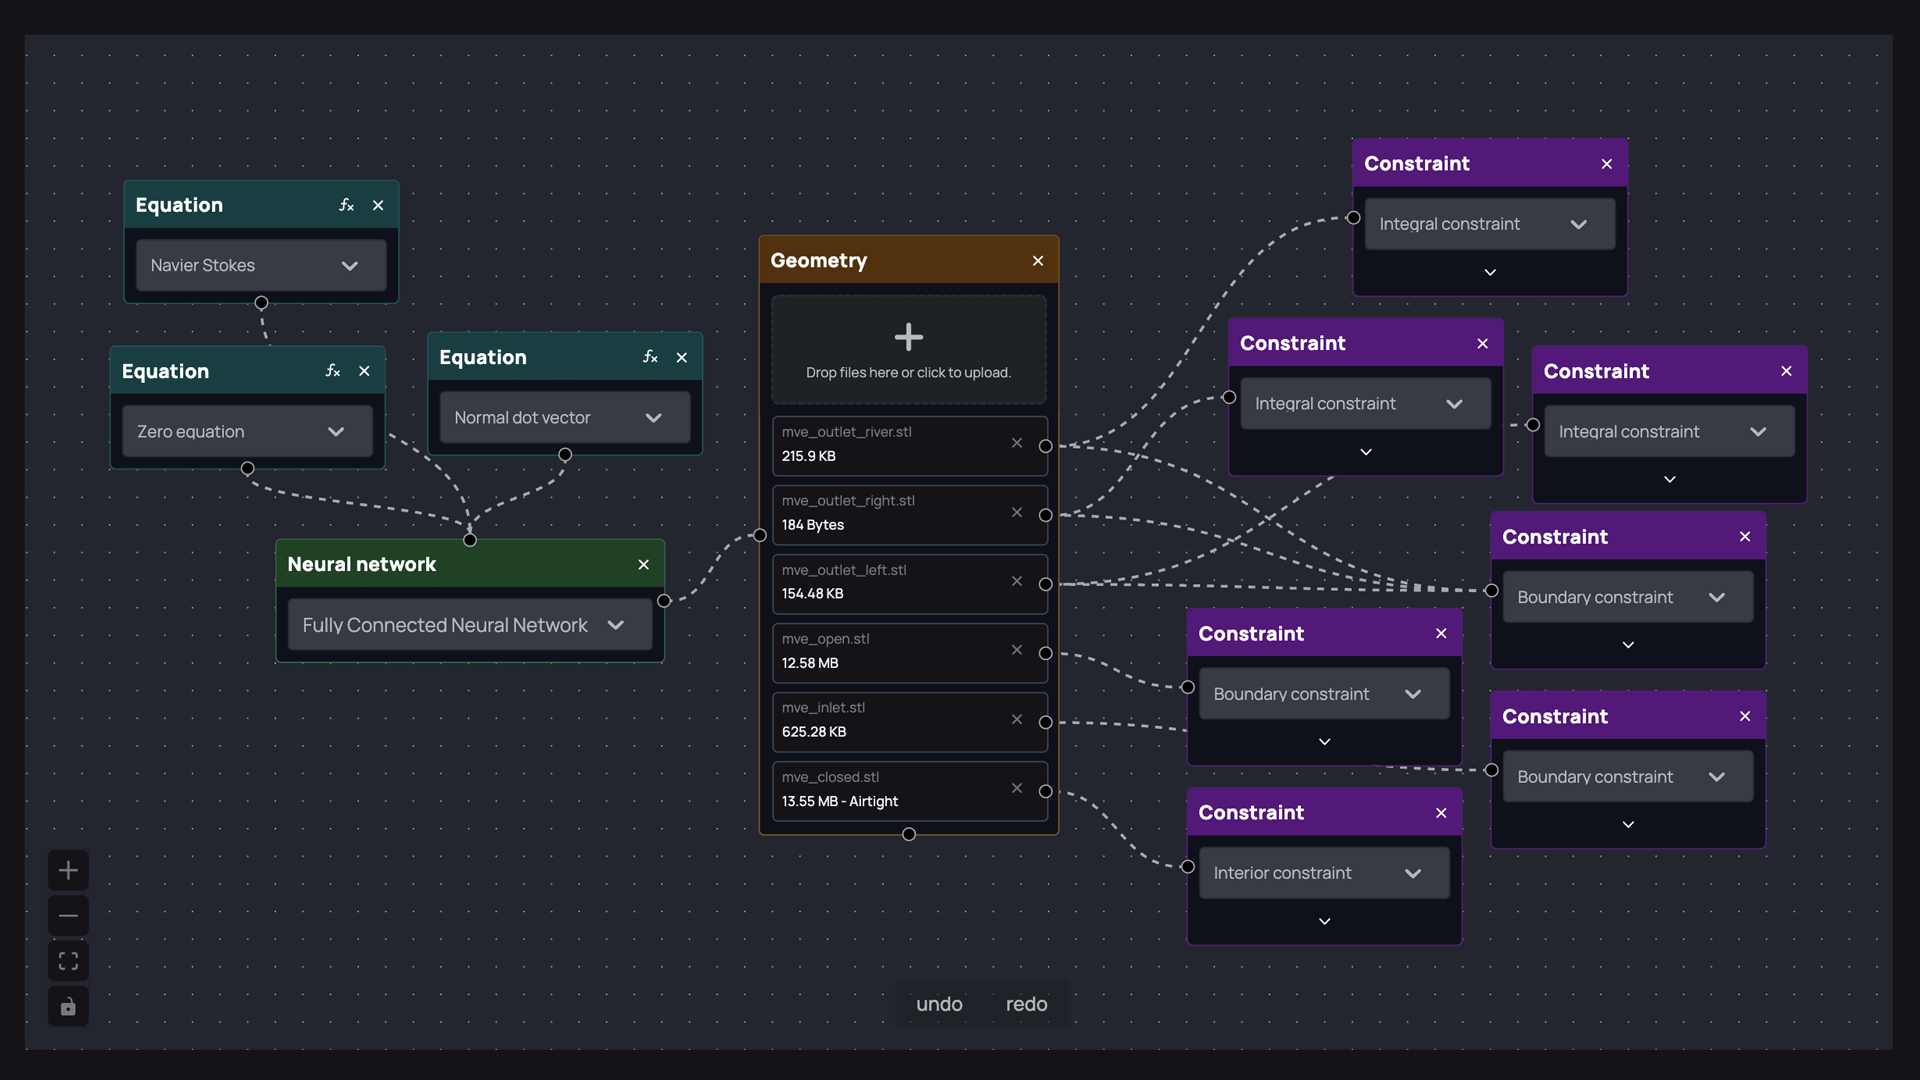 Equation
fx
Navier Stokes
Equation
fx
Zero equation
Equation
fx
Normal dot vector
Neural network
Fully Connected Neural Network
Geometry
Drop files here or click to upload.
mve_outlet_river.stl
215.9 KB
mve_outlet_right.stl
184 Bytes
mve_outlet_left.stl
154.48 KB
mve_open.stl
12.58 MB
mve_inlet.stl
625.28 KB
mve_closed.stl
13.55 MB - Airtight
Constraint
Integral constraint
Constraint
Integral constraint
Constraint
Integral constraint
Constraint
Boundary constraint
Constraint
Boundary constraint
Constraint
Boundary constraint
Constraint
Interior constraint
undo
redo